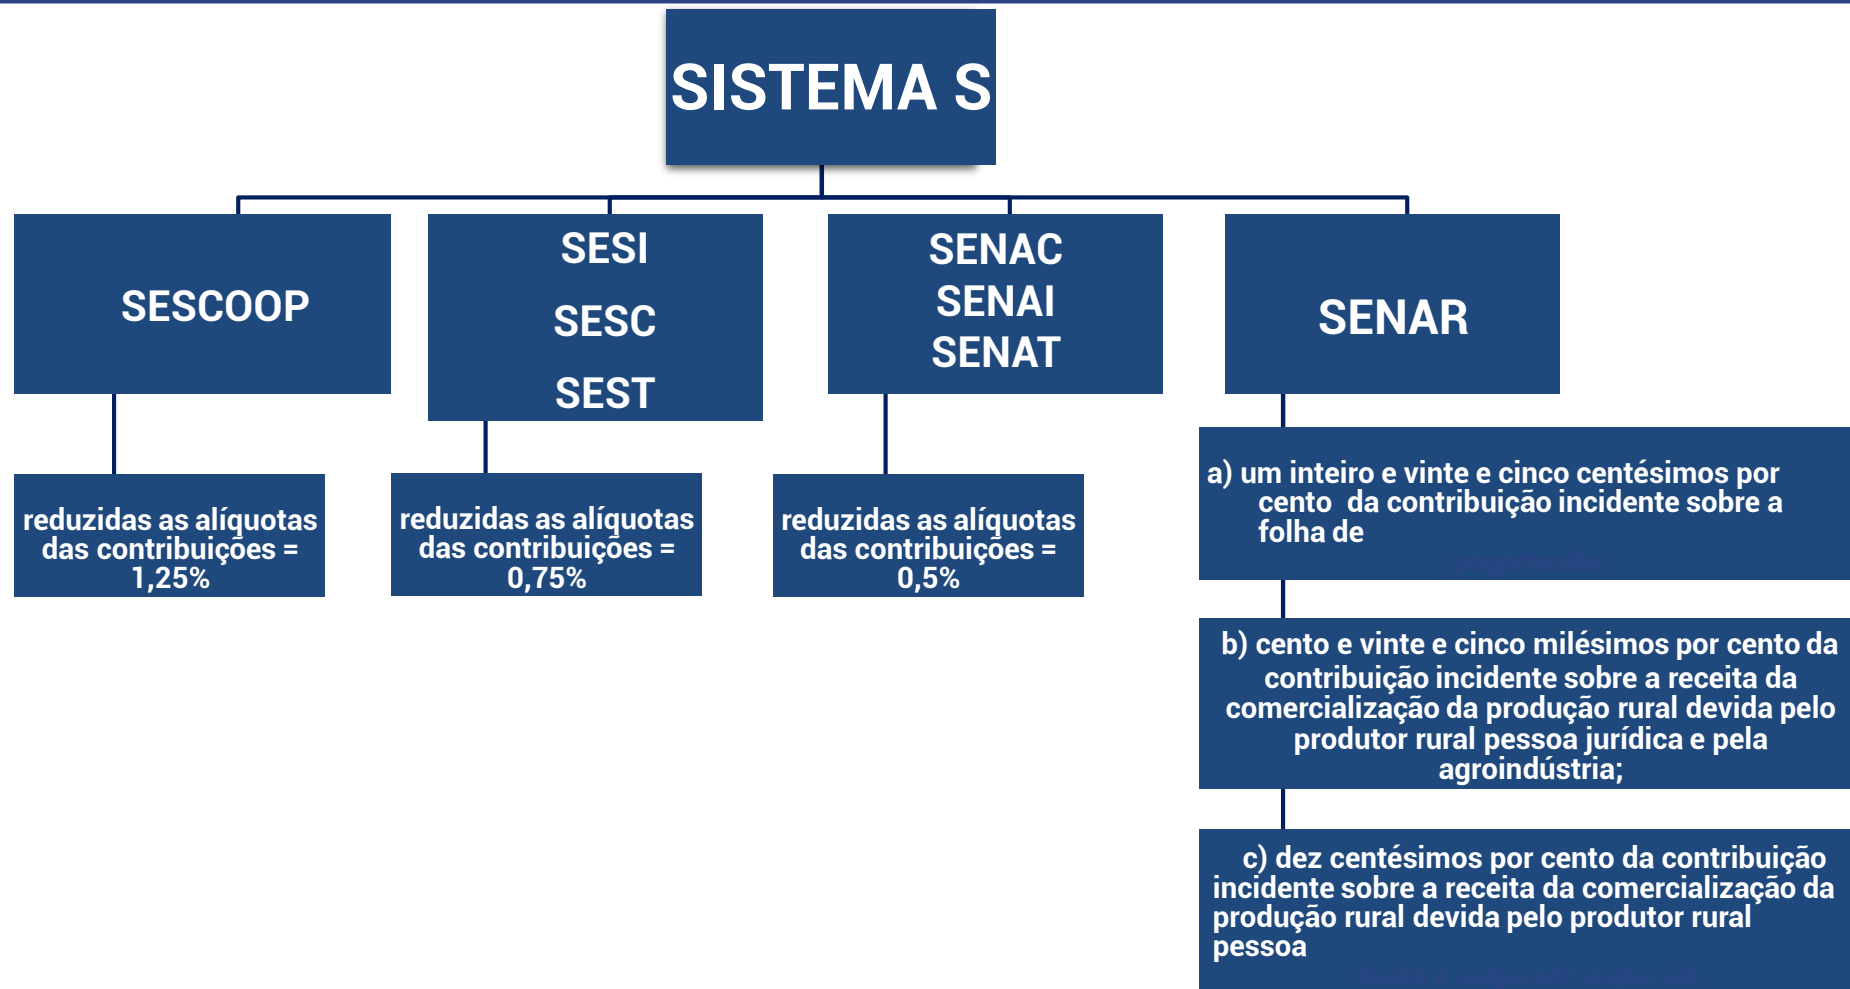 SISTEMA S
SESCOOP
SESI
SESC
SEST
SENAC
SENAI
SENAT
SENAR
reduzidas as alíquotas
das contribuições =
1,25%
reduzidas as alíquotas
das contribuições =
0,75%
reduzidas as alíquotas
das contribuições =
0,5%
a) um inteiro e vinte e cinco centésimos por
cento da contribuição incidente sobre a
folha de
b) cento e vinte e cinco milésimos por cento da
contribuição incidente sobre a receita da
comercialização da produção rural devida pelo
produtor rural pessoa jurídica e pela
agroindústria;
c) dez centésimos por cento da contribuição
incidente sobre a receita da comercialização da
produção rural devida pelo produtor rural
pessoa